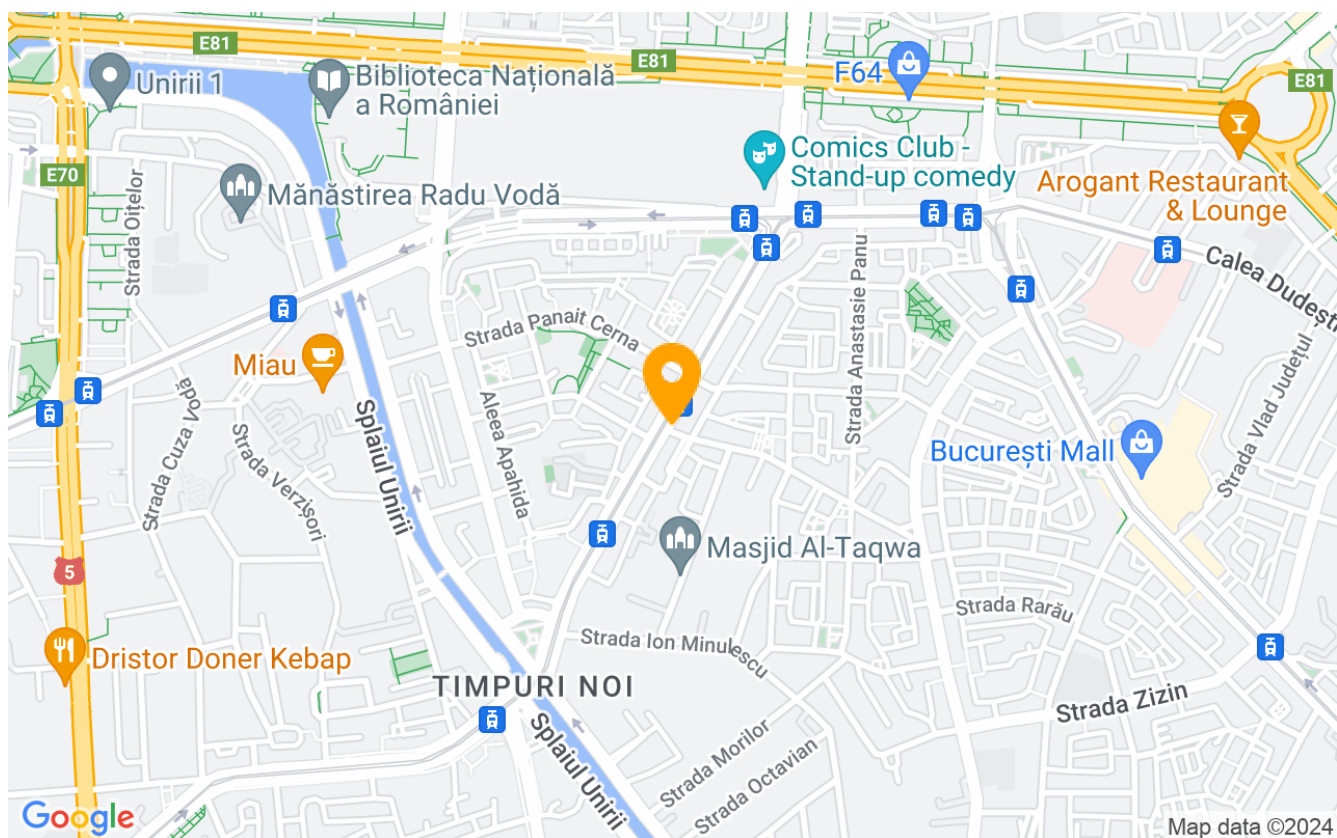 E81
E81
F64
E81
Unirii 1
Biblioteca Națională
a României
Comics Club -
Stand-up comedy
Arogant Restaurant
& Lounge
E70
Strada Oițelor
Mănăstirea Radu Vodă
Calea Dudești
Strada Anastasie Panu
Strada Panait Cerna
Miau
Strada Cuza Vodă
Strada Verzișori
Splaiul Unirii
Aleea Apahida
București Mall
Strada Vlad Județul
Masjid Al-Taqwa
5
Strada Rarău
Strada Ion Minulescu
Dristor Doner Kebap
TIMPURI NOI
Strada Zizin
Splaiul Unirii
Strada Morilor
Strada Octavian
Google
Map data ©2024